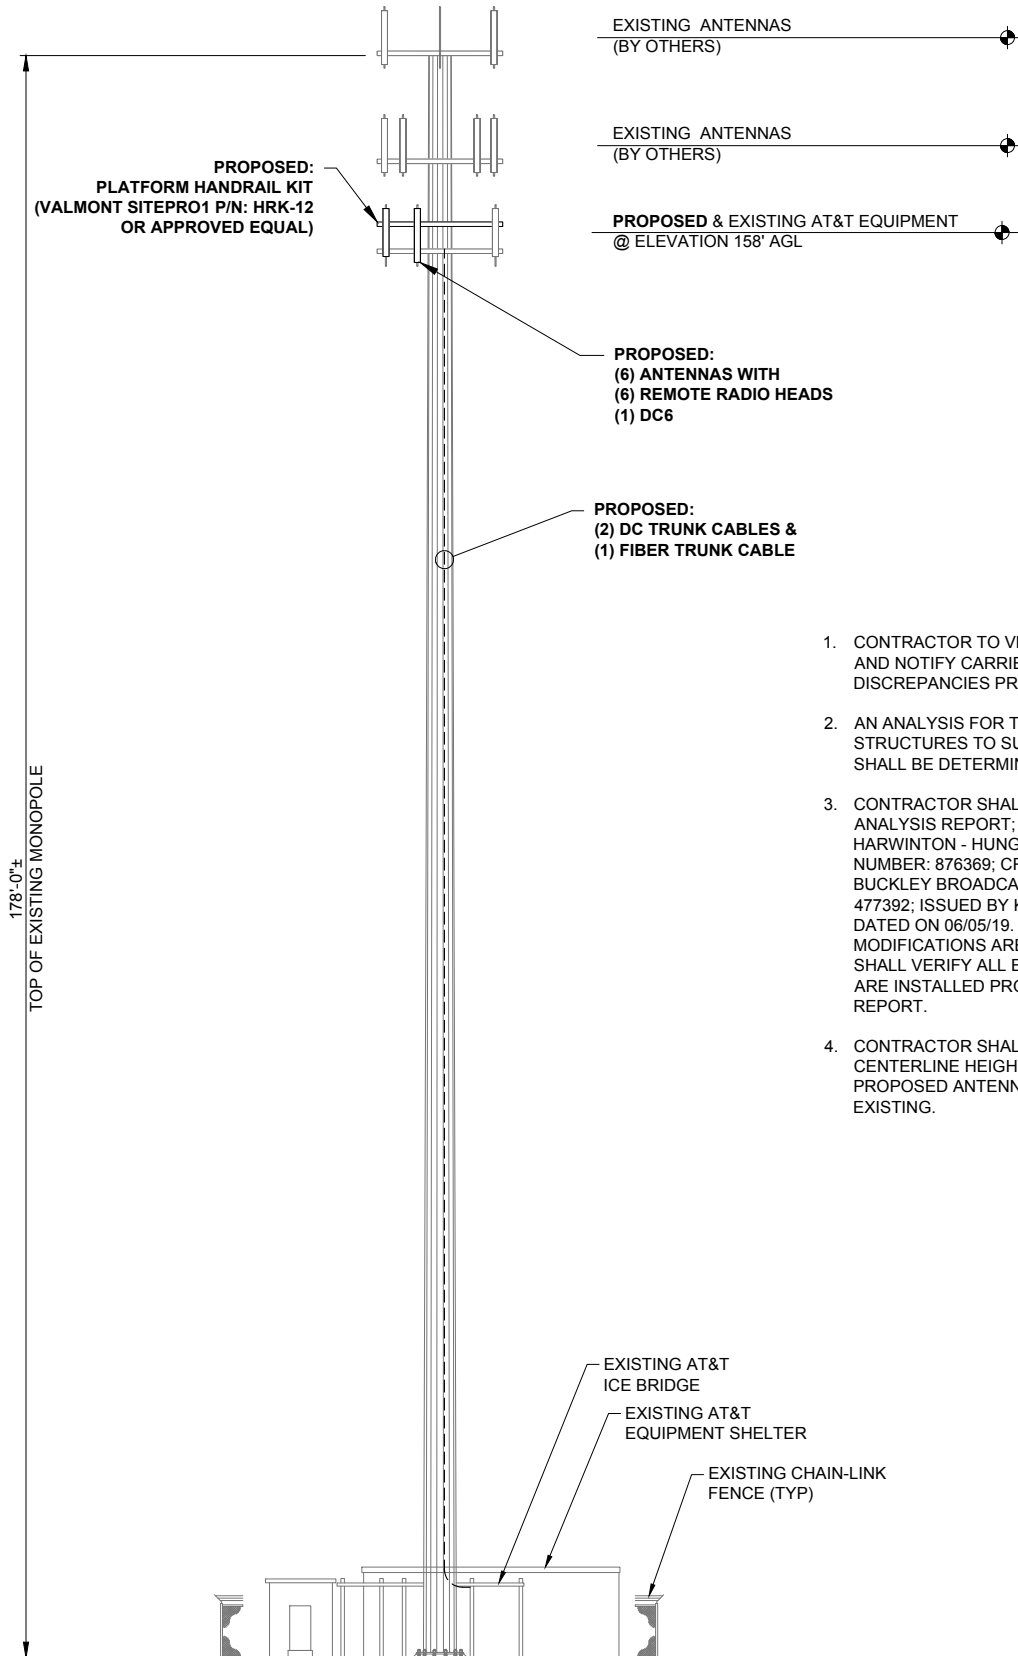 EXISTING ANTENNAS
(BY OTHERS)
EXISTING ANTENNAS
(BY OTHERS)
PROPOSED:
PLATFORM HANDRAIL KIT
(VALMONT SITEPRO1 P/N: HRK-12
OR APPROVED EQUAL)
PROPOSED & EXISTING AT&T EQUIPMENT
@ ELEVATION 158' AGL
PROPOSED:
(6) ANTENNAS WITH
(6) REMOTE RADIO HEADS
(1) DC6
PROPOSED:
(2) DC TRUNK CABLES &
(1) FIBER TRUNK CABLE
178'-0"±
TOP OF EXISTING MONOPOLE
1. CONTRACTOR TO
AND NOTIFY
DISCREPANCIES
2. AN ANALYSIS FOR
STRUCTURES TO
SHALL BE
3. CONTRACTOR
ANALYSIS REPORT;
HARWINTON -
NUMBER: 876369;
BUCKLEY
477392; ISSUED BY
DATED ON 06/05/19.
MODIFICATIONS
SHALL VERIFY ALL
ARE INSTALLED
REPORT.
4. CONTRACTOR
CENTERLINE
PROPOSED
EXISTING.
EXISTING AT&T
ICE BRIDGE
EXISTING AT&T
EQUIPMENT SHELTER
EXISTING CHAIN-LINK
FENCE (TYP)